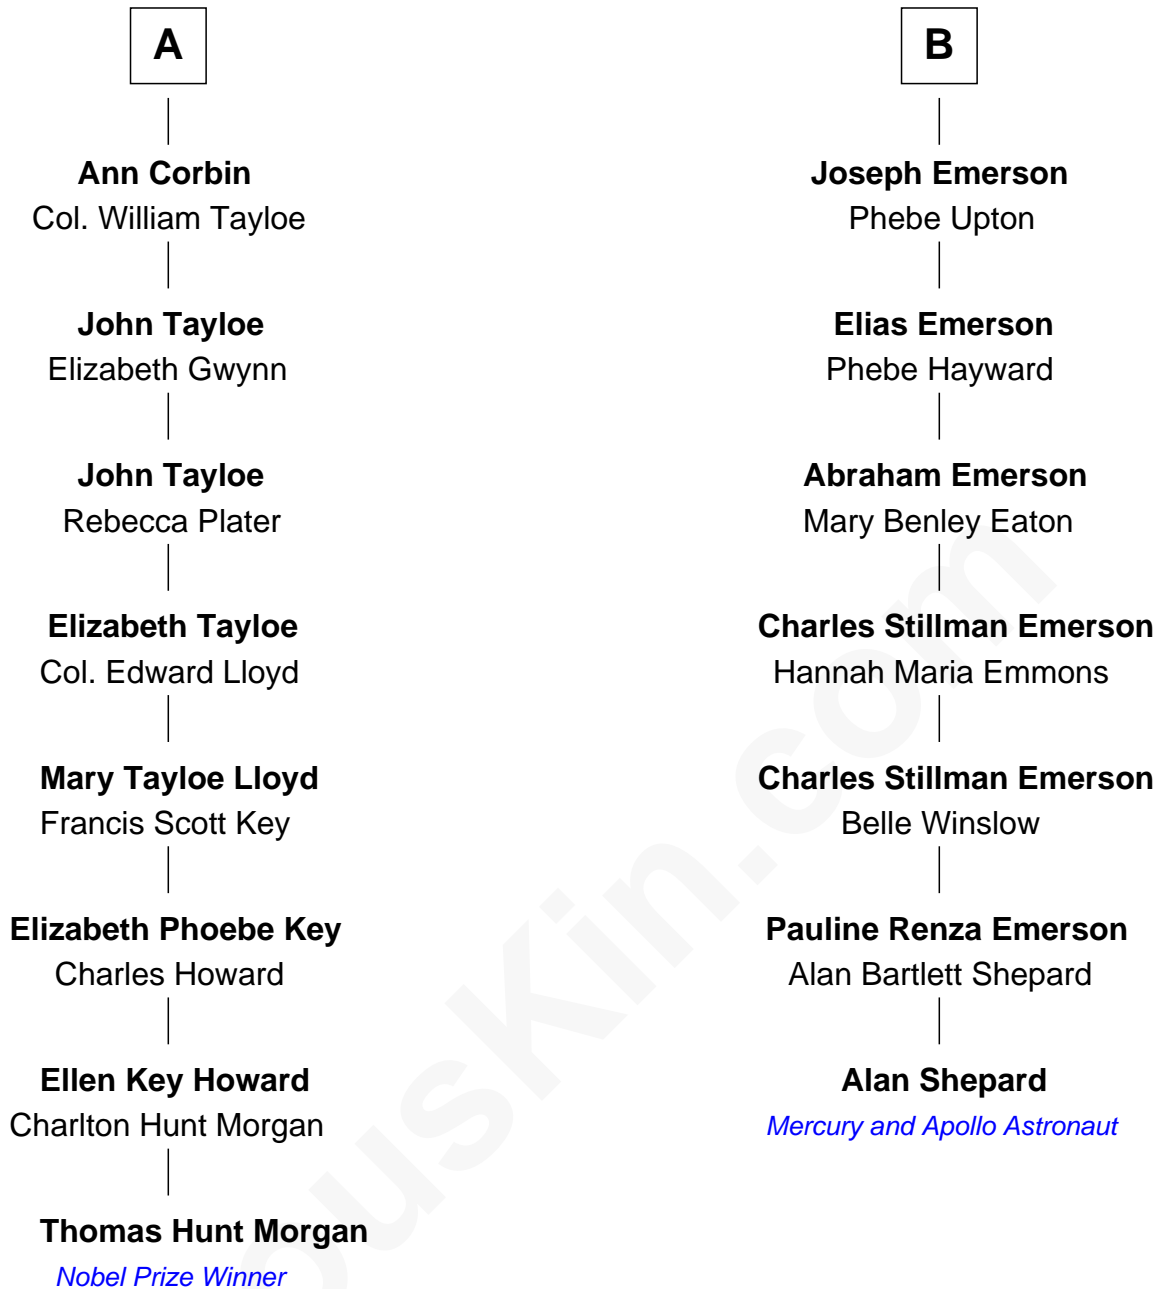 A
Ann Corbin
Col. William Tayloe
John Tayloe
Elizabeth Gwynn
John Tayloe
Rebecca Plater
Elizabeth Tayloe
Col. Edward Lloyd
Mary Tayloe Lloyd
Francis Scott Key
Elizabeth Phoebe Key
Charles Howard
Ellen Key Howard
Charlton Hunt Morgan
Thomas Hunt Morgan
Nobel Prize Winner
B
Joseph Emerson
Phebe Upton
Elias Emerson
Phebe Hayward
Abraham Emerson
Mary Benley Eaton
Charles Stillman Emerson
Hannah Maria Emmons
Charles Stillman Emerson
Belle Winslow
Pauline Renza Emerson
Alan Bartlett Shepard
Alan Shepard
Mercury and Apollo Astronaut
ousKin.com